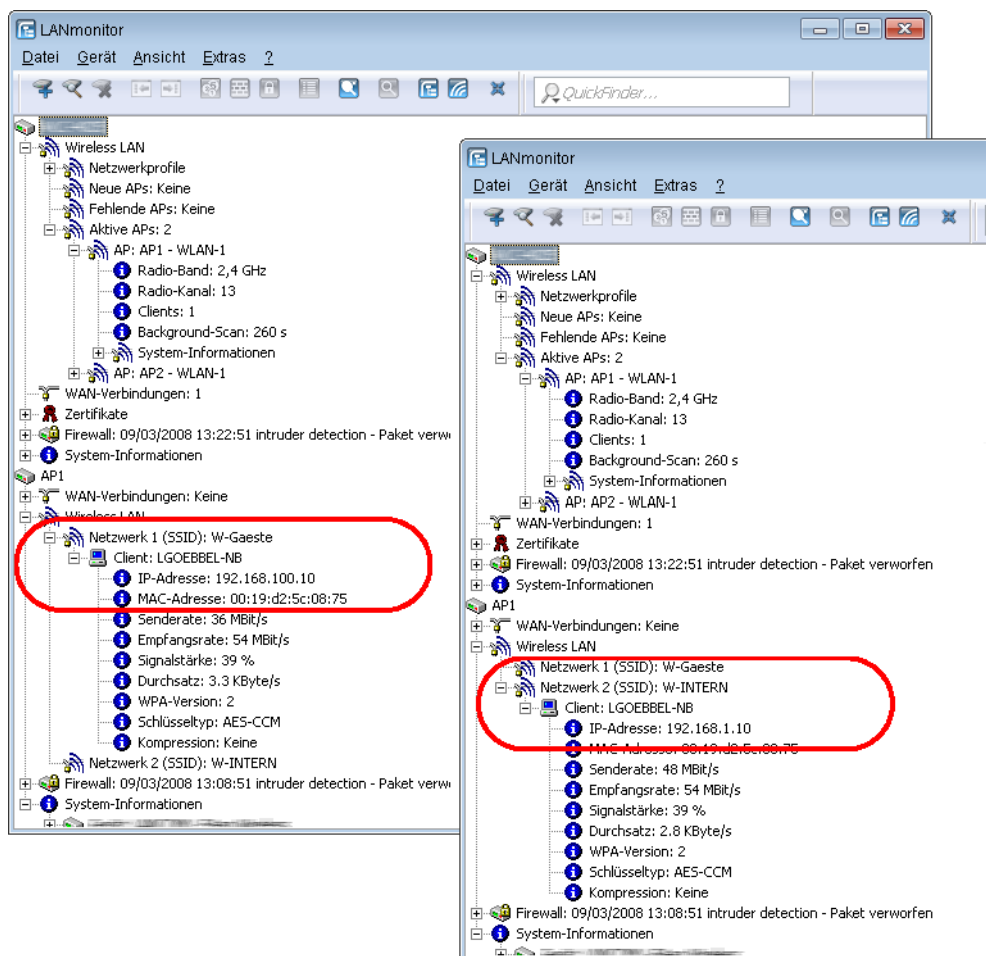 LANmonitor
Datei Gerät Ansicht Extras ?
QuickFinder...
Wireless LAN
Netzwerkprofile
Neue APs: Keine
Fehlende APs: Keine
Aktive APs: 2
AP: AP1 - WLAN-1
Radio-Band: 2,4 GHz
Radio-Kanal: 13
Clients: 1
Background-Scan: 260 s
System-Informationen
AP: AP2 - WLAN-1
WAN-Verbindungen: 1
Zertifikate
Firewall: 09/03/2008 13:22:51 intruder detection - Paket verw
System-Informationen
AP1
WAN-Verbindungen: Keine
Wireless LAN
Netzwerk 1 (SSID): W-Gaeste
Client: LGOEBBEL-NB
IP-Adresse: 192.168.100.10
MAC-Adresse: 00:19:d2:5c:08:75
Senderate: 36 MBit/s
Empfangsrate: 54 MBit/s
Signalstärke: 39 %
Durchsatz: 3.3 KByte/s
WPA-Version: 2
Schlüsseltyp: AES-CCM
Kompression: Keine
Netzwerk 2 (SSID): W-INTERN
Firewall: 09/03/2008 13:08:51 intruder detection - Paket verw
System-Informationen
LANmonitor
Datei Gerät Ansicht Extras ?
Wireless LAN
Netzwerkprofile
Neue APs: Keine
Fehlende APs: Keine
Aktive APs: 2
AP: AP1 - WLAN-1
Radio-Band: 2,4 GHz
Radio-Kanal: 13
Clients: 1
Background-Scan: 260 s
System-Informationen
AP: AP2 - WLAN-1
WAN-Verbindungen: 1
Zertifikate
Firewall: 09/03/2008 13:22:51 intruder detection - Paket verworfen
System-Informationen
AP1
WAN-Verbindungen: Keine
Wireless LAN
Netzwerk 1 (SSID): W-Gaeste
Netzwerk 2 (SSID): W-INTERN
Client: LGOEBBEL-NB
IP-Adresse: 192.168.1.10
MAC-Adresse: 00:19:d2:5c:08:75
Senderate: 48 MBit/s
Empfangsrate: 54 MBit/s
Signalstärke: 39 %
Durchsatz: 2.8 KByte/s
WPA-Version: 2
Schlüsseltyp: AES-CCM
Kompression: Keine
Firewall: 09/03/2008 13:08:51 intruder detection - Paket verworfen
System-Informationen